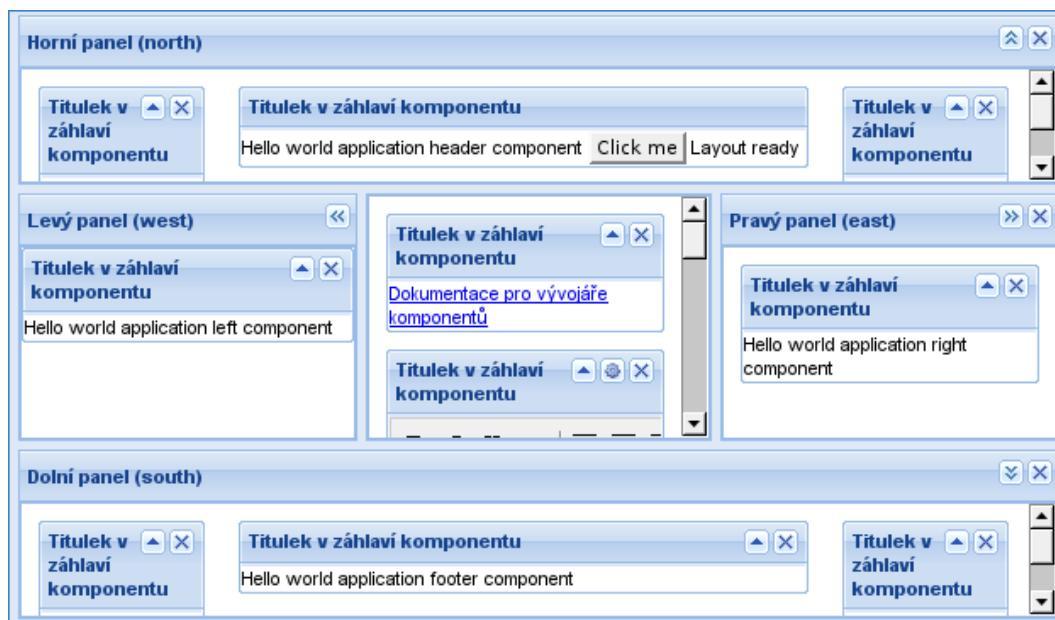 Horní panel (north)
Titulek v
záhlaví
komponentu
Titulek v záhlaví komponentu
Hello world application header component Click me Layout ready
Titulek v
záhlaví
komponentu
Levý panel (west)
Titulek v záhlaví
komponentu
Hello world application left component
Titulek v záhlaví
komponentu
Dokumentace pro vývojáře
komponentů
Titulek v záhlaví
komponentu
Pravý panel (east)
Titulek v záhlaví
komponentu
Hello world application right
component
Dolní panel (south)
Titulek v
záhlaví
komponentu
Titulek v záhlaví komponentu
Hello world application footer component
Titulek v
záhlaví
komponentu